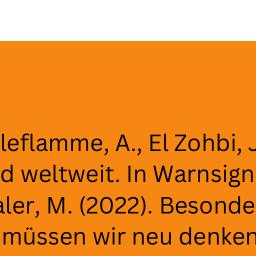 leflamme, A., El Zohbi, J
d weltweit. In Warnsign
aler, M. (2022). Besonde
müssen wir neu denken